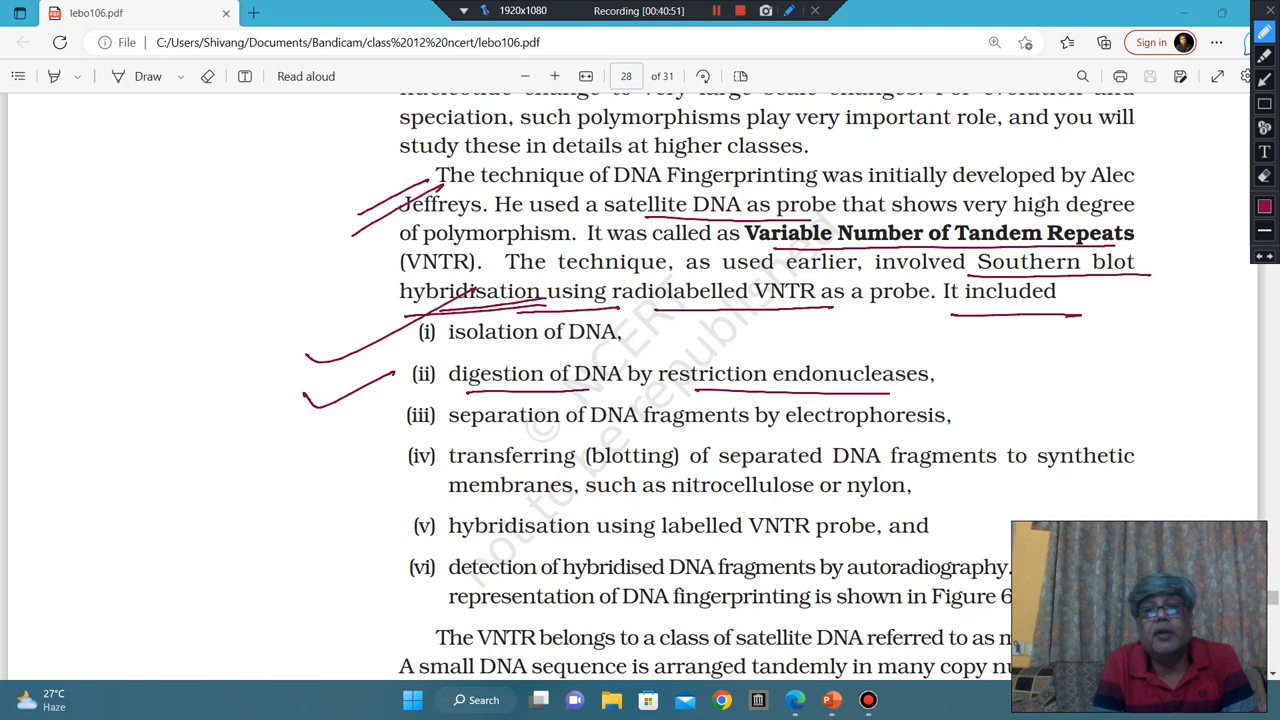 lebo106.pdf
1920x1080
Recording [00:40:51]
File
C:/Users/Shivang/Documents/Bandicam/class%2012%20ncert/lebo106.pdf
Sign in
Draw
Read aloud
28
of 31
speciation, such polymorphisms play very important role, and you will
study these in details at higher classes.
The technique of DNA Fingerprinting was initially developed by Alec
Jeffreys. He used a satellite DNA as probe that shows very high degree
of polymorphism. It was called as Variable Number of Tandem Repeats
(VNTR). The technique, as used earlier, involved Southern blot
hybridisation using radiolabelled VNTR as a probe. It included
(i) isolation of DNA,
(ii) digestion of DNA by restriction endonucleases,
(iii) separation of DNA fragments by electrophoresis,
(iv) transferring (blotting) of separated DNA fragments to synthetic
membranes, such as nitrocellulose or nylon,
(v) hybridisation using labelled VNTR probe, and
(vi) detection of hybridised DNA fragments by autoradiography.
representation of DNA fingerprinting is shown in Figure 6
The VNTR belongs to a class of satellite DNA referred to as
A small DNA sequence is arranged tandemly in many copy
© NCERT
not to be republished
27°C
Haze
Search